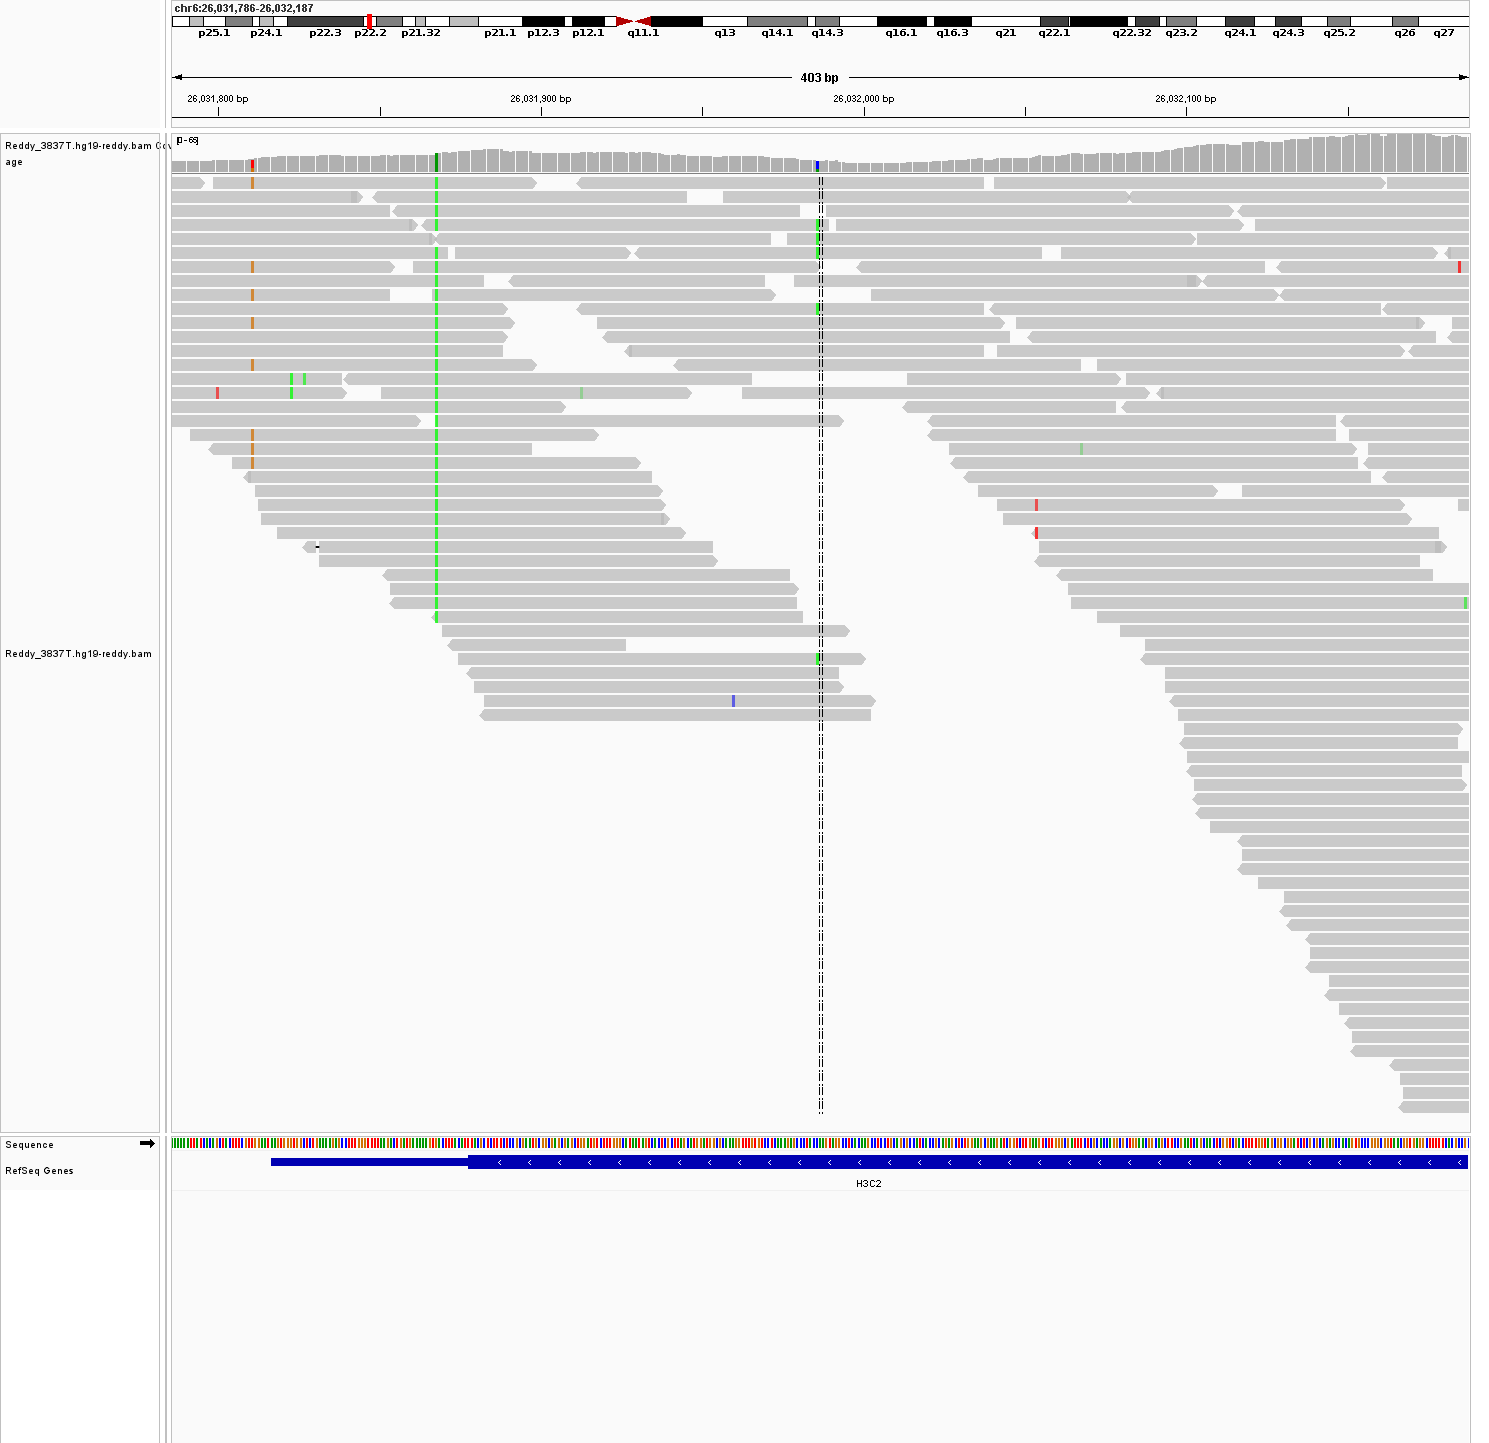 chr6:26,031,786-26,032,187
p25.1 p24.1 p22.3 p22.2 p21.32 p21.1 p12.3 p12.1 q11.1 q13 q14.1 q14.3 q16.1 q16.3 q21 q22.1 q22.32 q23.2 q24.1 q24.3 q25.2 q26 q27
403 bp
26,031,800 bp 26,031,900 bp 26,032,000 bp 26,032,100 bp
[0 - 69]
Reddy_3837T.hg19-reddy.bam Cov
age
Reddy_3837T.hg19-reddy.bam
Sequence
RefSeq Genes
H3C2